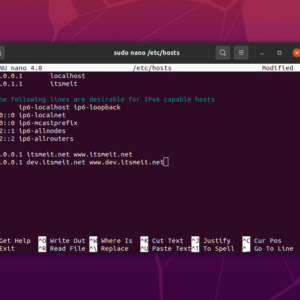 sudo nano /etc/hosts
NU nano 4.8 /etc/hosts Modified
.0.0.1 localhost
.0.1.1 itsmeit
he following lines are desirable for IPv6 capable hosts
ip6-localhost ip6-loopback
0::0 ip6-localnet
0::0 ip6-mcastprefix
2::1 ip6-allnodes
2::2 ip6-allrouters
.0.0.1 itsmeit.net www.itsmeit.net
.0.0.1 dev.itsmeit.net www.dev.itsmeit.net
Get Help ^O Write Out ^W Where Is ^K Cut Text ^J Justify ^C Cur Pos
Exit ^R Read File ^\ Replace ^U Paste Text ^T To Spell ^_ Go To Line